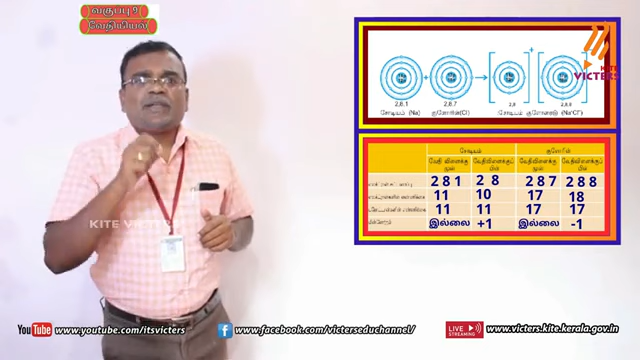 வகுப்பு 9
வேதியியல்
KITE
VICTERS
2,8,1
2,8,7
2,8
2,8,8
சோடியம் (Na)
குளோரின்(Cl)
சோடியம் குளோரைடு (Na⁺Cl⁻)
சோடியம்
குளோரின்
வேதி வினைக்கு முன்
வேதிவினைக்குப் பின்
வேதி வினைக்கு முன்
வேதிவினைக்குப் பின்
2 8 1
2 8
2 8 7
2 8 8
11
10
17
18
11
11
17
17
இல்லை
+1
இல்லை
-1
KITE VICTERS
You Tube
www.youtube.com/itsvicters
www.facebook.com/victerseduchannel/
LIVE
STREAMING
www.victers.kite.kerala.gov.in